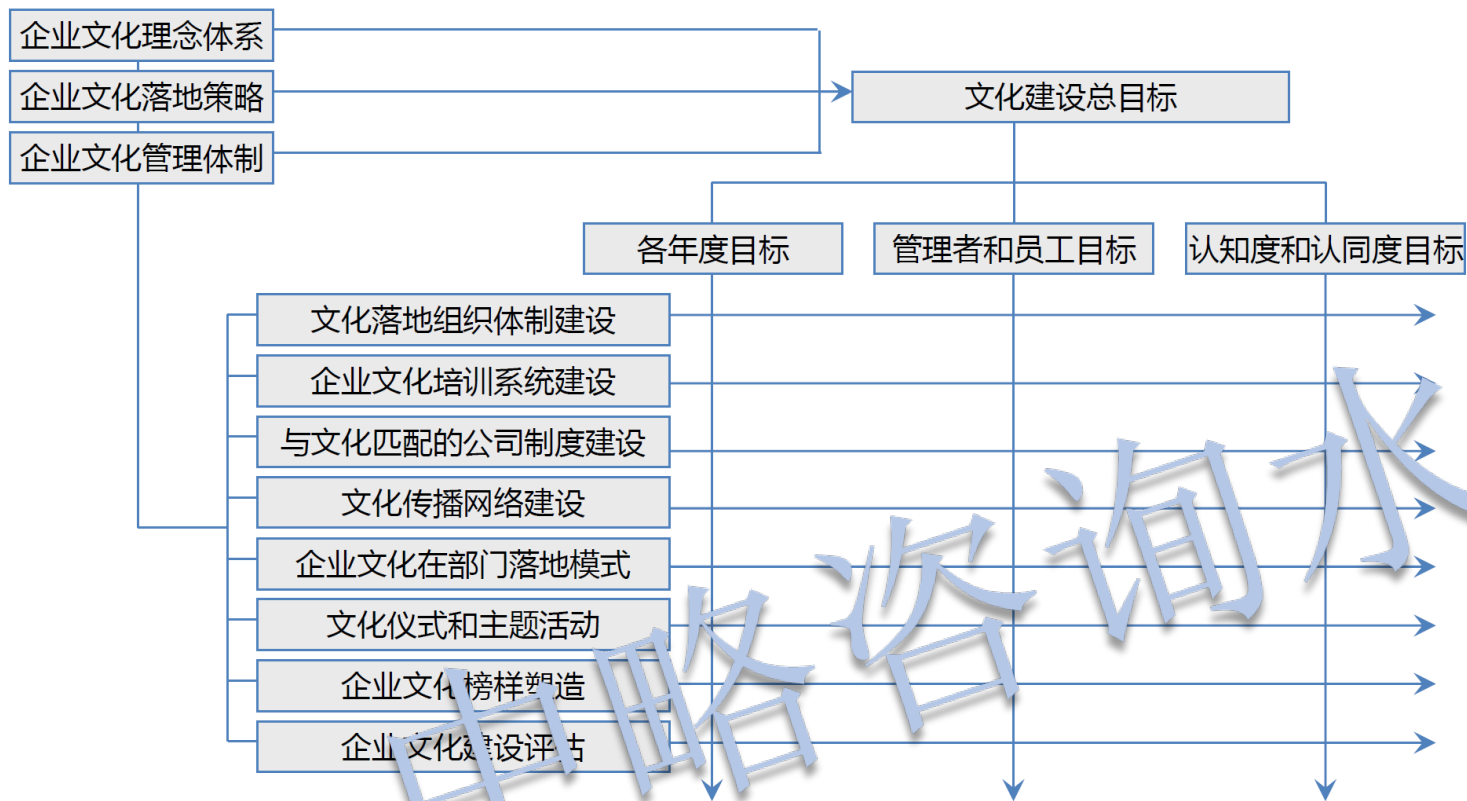 企业文化理念体系
企业文化落地策略
企业文化管理体制
文化建设总目标
各年度目标
管理者和员工目标
认知度和认同度目标
文化落地组织体制建设
企业文化培训系统建设
与文化匹配的公司制度建设
文化传播网络建设
企业文化在部门落地模式
文化仪式和主题活动
企业文化榜样塑造
企业文化建设评估
中略咨询水